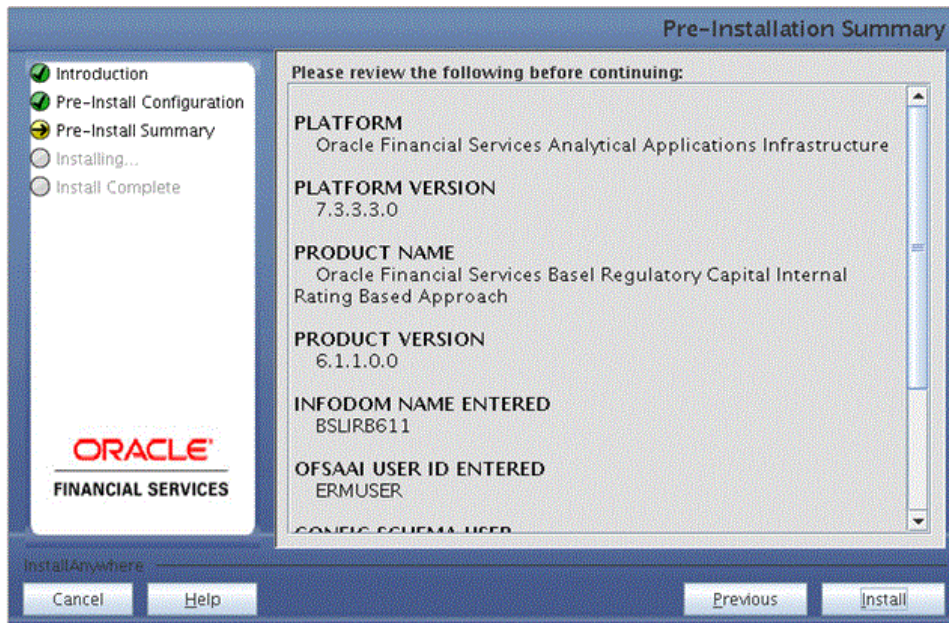 Pre-Installation Summary
Introduction
Pre-Install Configuration
Pre-Install Summary
Installing...
Install Complete
ORACLE
FINANCIAL SERVICES
Please review the following before continuing:
PLATFORM
Oracle Financial Services Analytical Applications Infrastructure
PLATFORM VERSION
7.3.3.3.0
PRODUCT NAME
Oracle Financial Services Basel Regulatory Capital Internal
Rating Based Approach
PRODUCT VERSION
6.1.1.0.0
INFODOM NAME ENTERED
BSLIRB611
OFSAAI USER ID ENTERED
ERMUSER
CONFIG SCHEMA USER
InstallAnywhere
Cancel
Help
Previous
Install